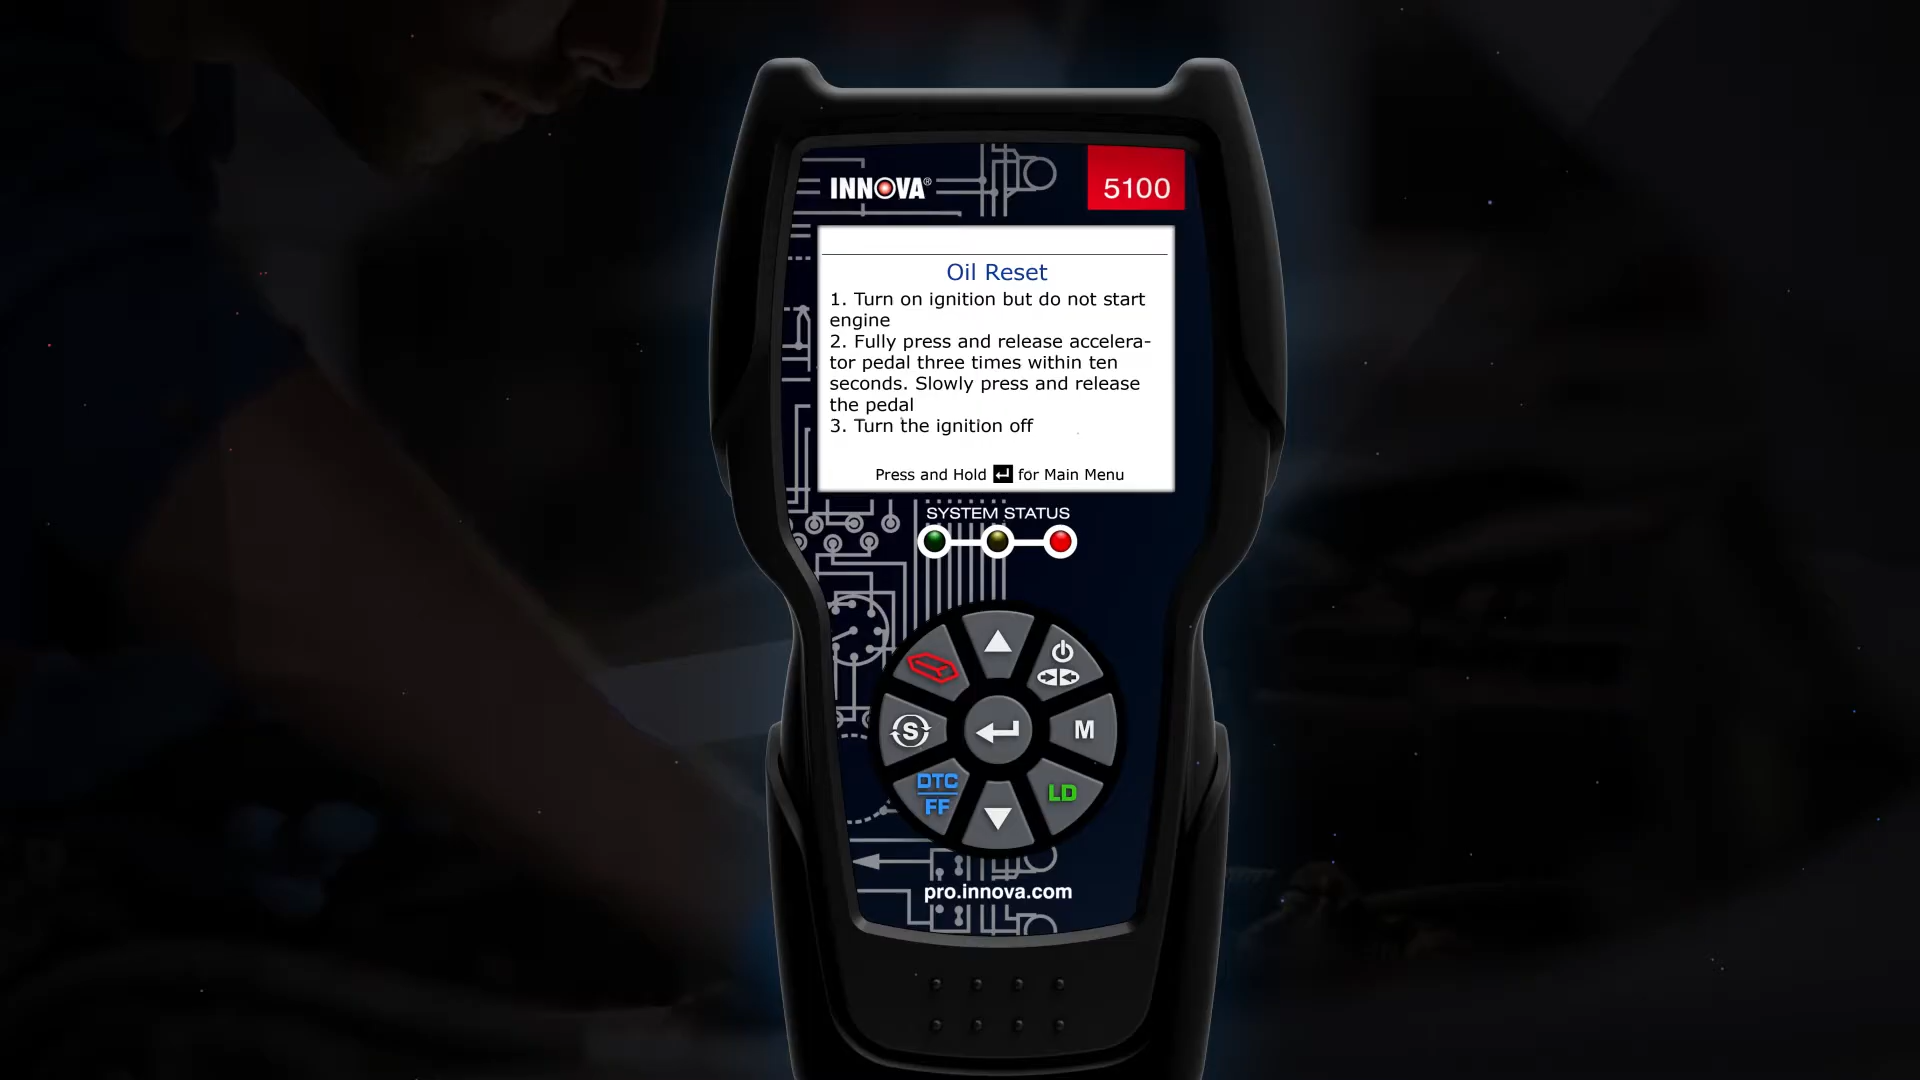 INNOVA®
5100
Oil Reset
1. Turn on ignition but do not start
engine
2. Fully press and release accelera-
tor pedal three times within ten
seconds. Slowly press and release
the pedal
3. Turn the ignition off
Press and Hold ↵ for Main Menu
SYSTEM STATUS
S
M
DTC
FF
LD
pro.innova.com